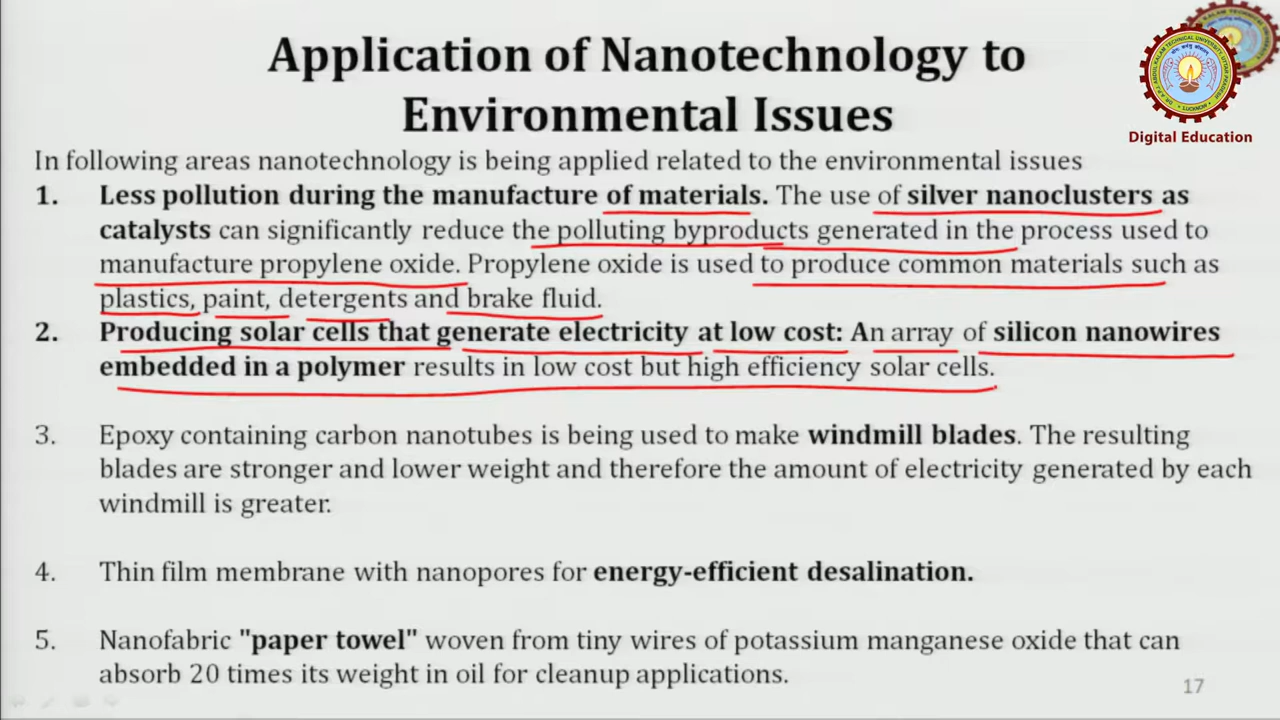 Application of Nanotechnology to
Environmental Issues
Digital Education
In following areas nanotechnology is being applied related to the environmental issues
1. Less pollution during the manufacture of materials. The use of silver nanoclusters as
catalysts can significantly reduce the polluting byproducts generated in the process used to
manufacture propylene oxide. Propylene oxide is used to produce common materials such as
plastics, paint, detergents and brake fluid.
2. Producing solar cells that generate electricity at low cost: An array of silicon nanowires
embedded in a polymer results in low cost but high efficiency solar cells.
3. Epoxy containing carbon nanotubes is being used to make windmill blades. The resulting
blades are stronger and lower weight and therefore the amount of electricity generated by each
windmill is greater.
4. Thin film membrane with nanopores for energy-efficient desalination.
5. Nanofabric "paper towel" woven from tiny wires of potassium manganese oxide that can
absorb 20 times its weight in oil for cleanup applications.
17